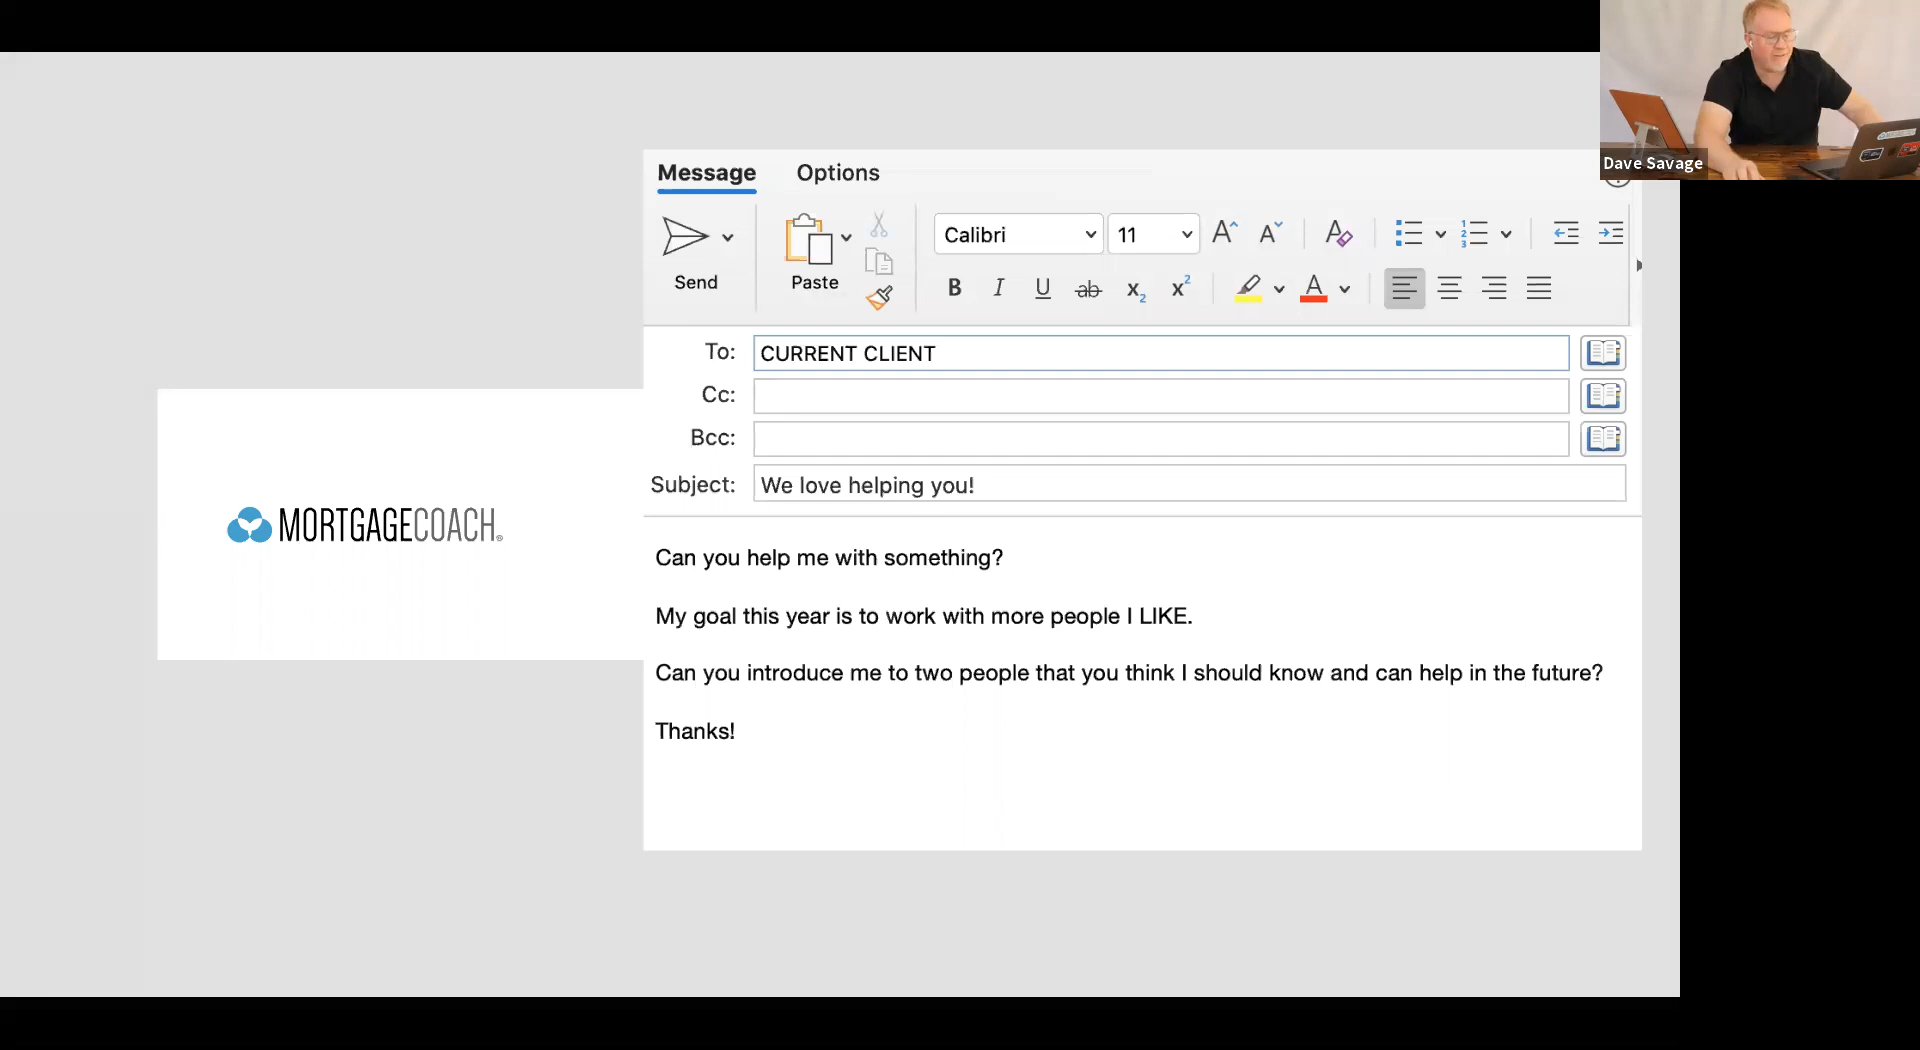 Dave Savage
Message Options
Send
Paste
Calibri
11
B I U ab x2 x2
A
To: CURRENT CLIENT
Cc:
Bcc:
Subject: We love helping you!
MORTGAGECOACH®
Can you help me with something?
My goal this year is to work with more people I LIKE.
Can you introduce me to two people that you think I should know and can help in the future?
Thanks!